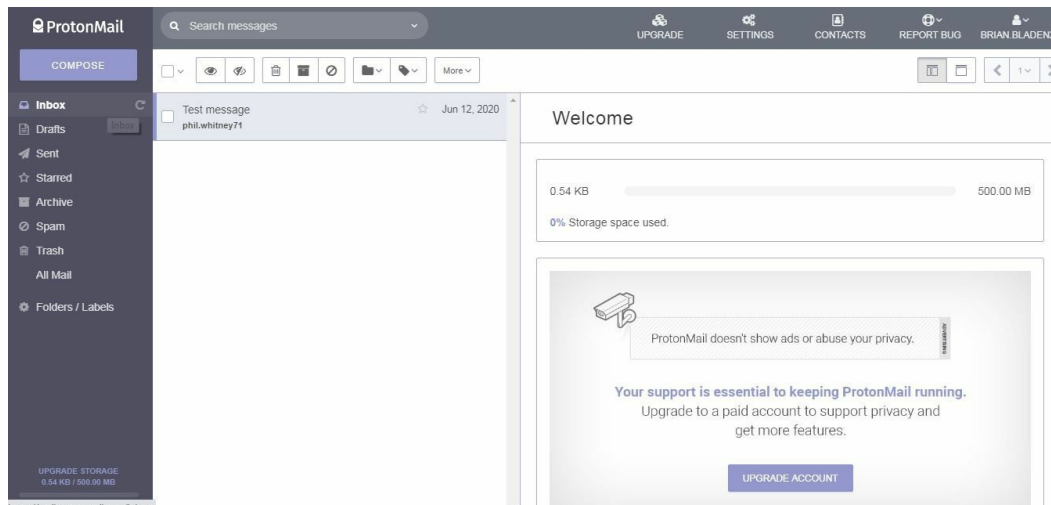 ProtonMail
Search messages
UPGRADE
SETTINGS
CONTACTS
REPORT BUG
BRIAN.BLADEN
COMPOSE
More
1
Inbox
Drafts
Inbox
Sent
Starred
Archive
Spam
Trash
All Mail
Folders / Labels
UPGRADE STORAGE
0.54 KB / 500.00 MB
Test message
Jun 12, 2020
phil.whitney71
Welcome
0.54 KB
500.00 MB
0% Storage space used.
ProtonMail doesn't show ads or abuse your privacy.
ADVERTISING
Your support is essential to keeping ProtonMail running.
Upgrade to a paid account to support privacy and
get more features.
UPGRADE ACCOUNT